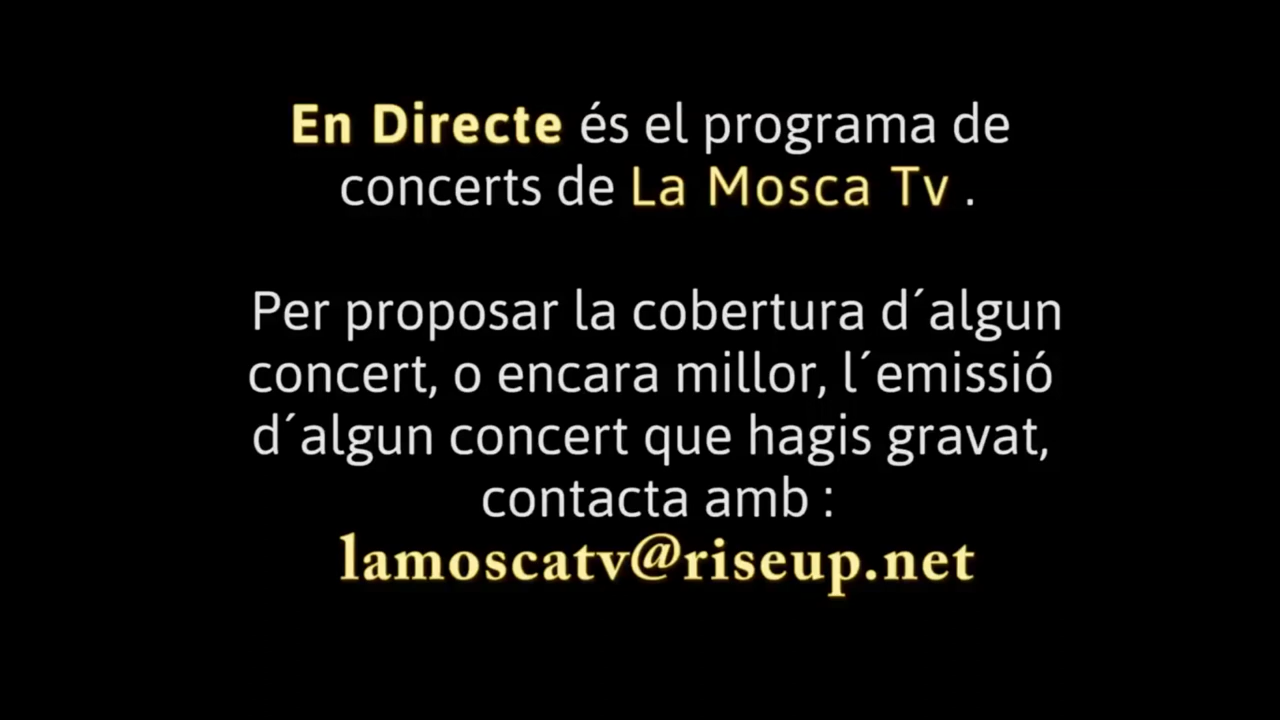 En Directe és el programa de
concerts de La Mosca Tv .
Per proposar la cobertura d´algun
concert, o encara millor, l´emissió
d´algun concert que hagis gravat,
contacta amb :
lamoscatv@riseup.net